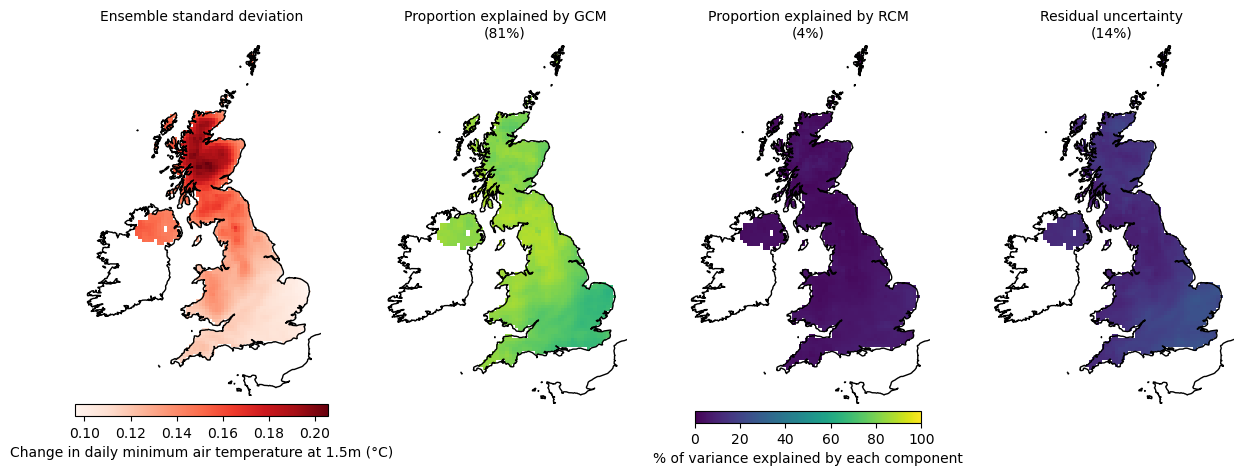 Ensemble standard deviation
Proportion explained by GCM
(81%)
Proportion explained by RCM
(4%)
Residual uncertainty
(14%)
0.10 0.12 0.14 0.16 0.18 0.20
Change in daily minimum air temperature at 1.5m (°C)
0 20 40 60 80 100
% of variance explained by each component